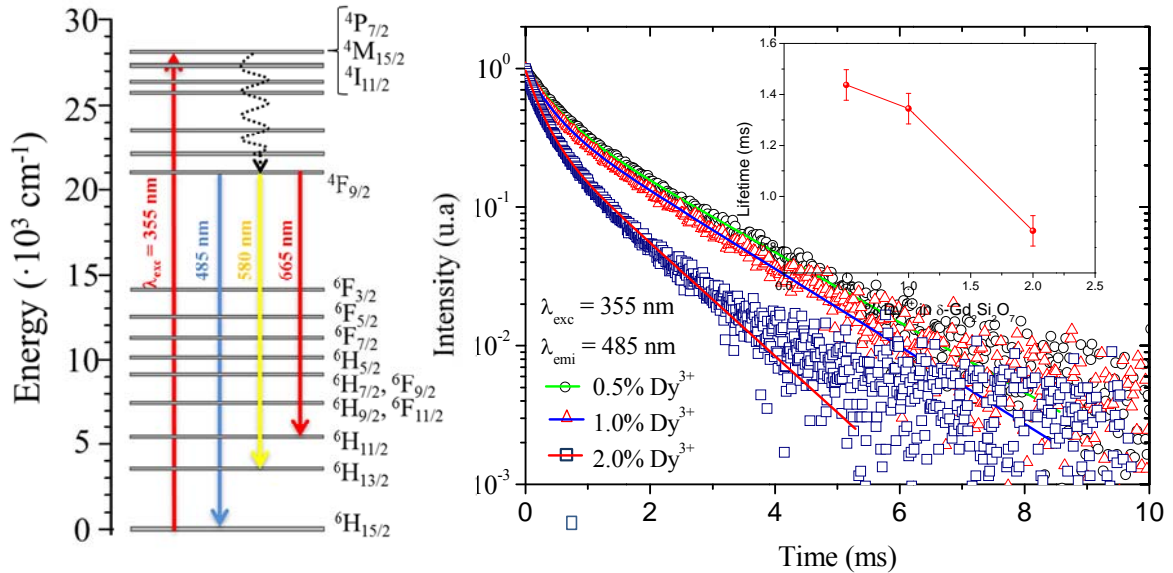 30
25
20
15
10
5
0
Energy (·10³ cm⁻¹)
⁴P₇/₂
⁴M₁₅/₂
⁴I₁₁/₂
⁴F₉/₂
λexc = 355 nm
485 nm
580 nm
665 nm
⁶F₃/₂
⁶F₅/₂
⁶F₇/₂
⁶H₅/₂
⁶H₇/₂, ⁶F₉/₂
⁶H₉/₂, ⁶F₁₁/₂
⁶H₁₁/₂
⁶H₁₃/₂
⁶H₁₅/₂
10⁰
10⁻¹
10⁻²
10⁻³
Intensity (u.a)
λexc = 355 nm
λemi = 485 nm
0.5% Dy³⁺
1.0% Dy³⁺
2.0% Dy³⁺
0 2 4 6 8 10
Time (ms)
1.6
1.4
1.2
1.0
Lifetime (ms)
1.0 1.5 2.0 2.5
in δ-Gd₂Si₂O₇